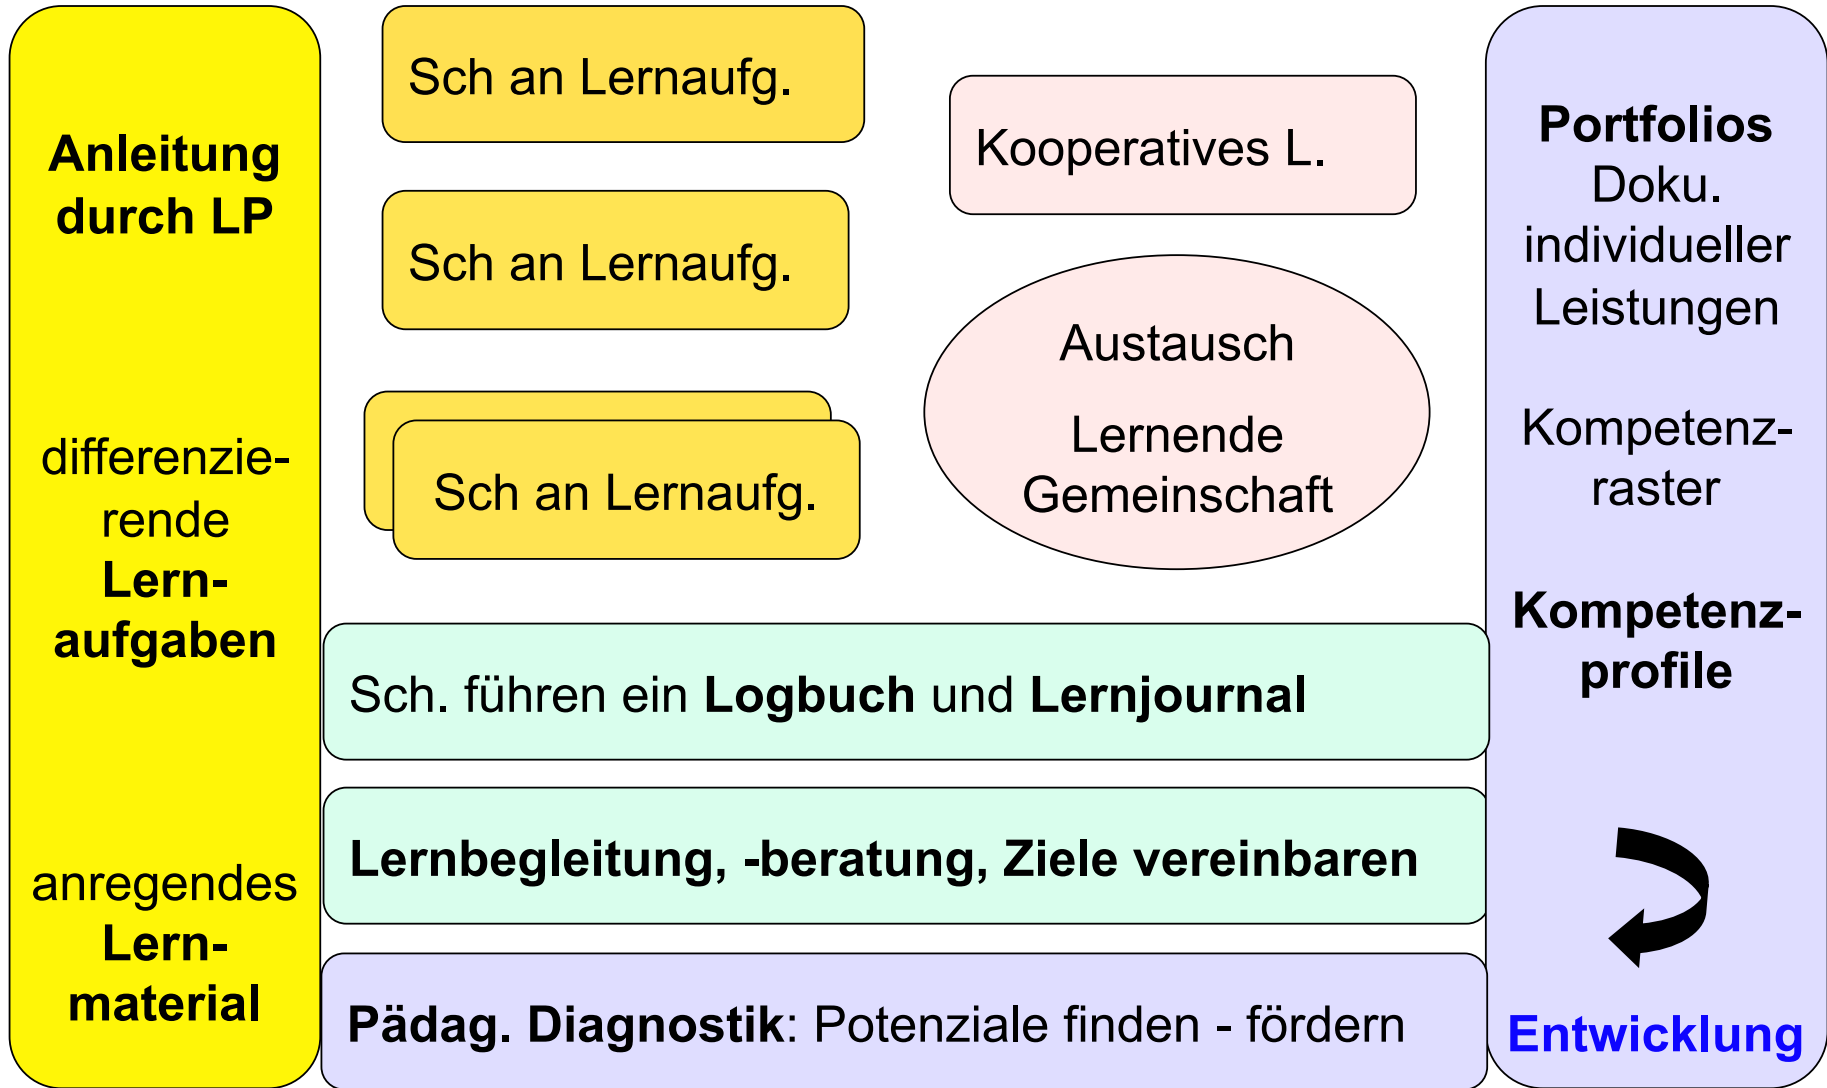 Anleitung
durch LP
differenzie-
rende
Lern-
aufgaben
anregendes
Lern-
material
Sch an Lernaufg.
Sch an Lernaufg.
Sch an Lernaufg.
Kooperatives L.
Austausch
Lernende
Gemeinschaft
Sch. führen ein Logbuch und Lernjournal
Lernbegleitung, -beratung, Ziele vereinbaren
Pädag. Diagnostik: Potenziale finden - fördern
Portfolios
Doku.
individueller
Leistungen
Kompetenz-
raster
Kompetenz-
profile
Entwicklung